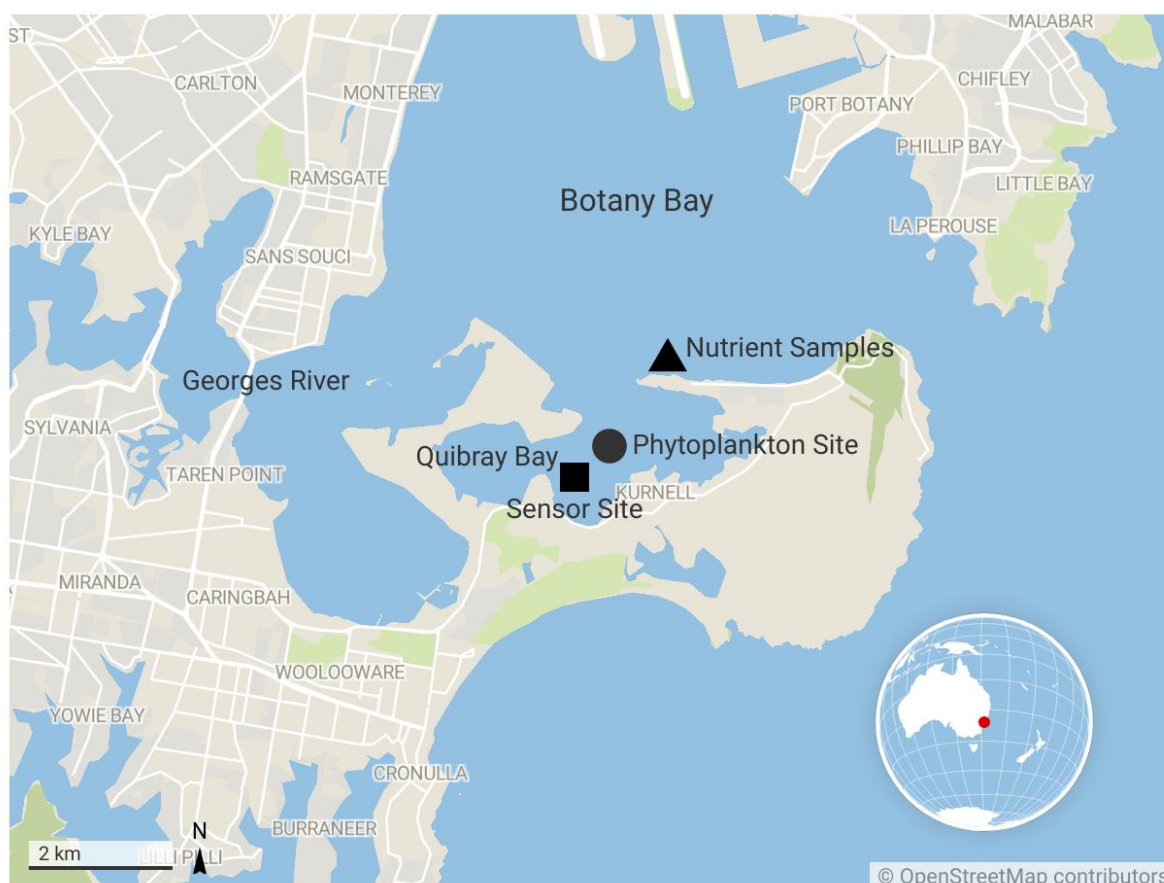 ST
MALABAR
CARLTON
CHIFLEY
MONTEREY
PORT BOTANY
PHILLIP BAY
RAMSGATE
LITTLE BAY
Botany Bay
LA PEROUSE
KYLE BAY
SANS SOUCI
Nutrient Samples
Georges River
SYLVANIA
Phytoplankton Site
Quibray Bay
TAREN POINT
KURNELL
Sensor Site
MIRANDA
CARINGBAH
WOOLOOWARE
YOWIE BAY
CRONULLA
N
BURRANEER
2 km
LILLI PILLI
© OpenStreetMap contributors